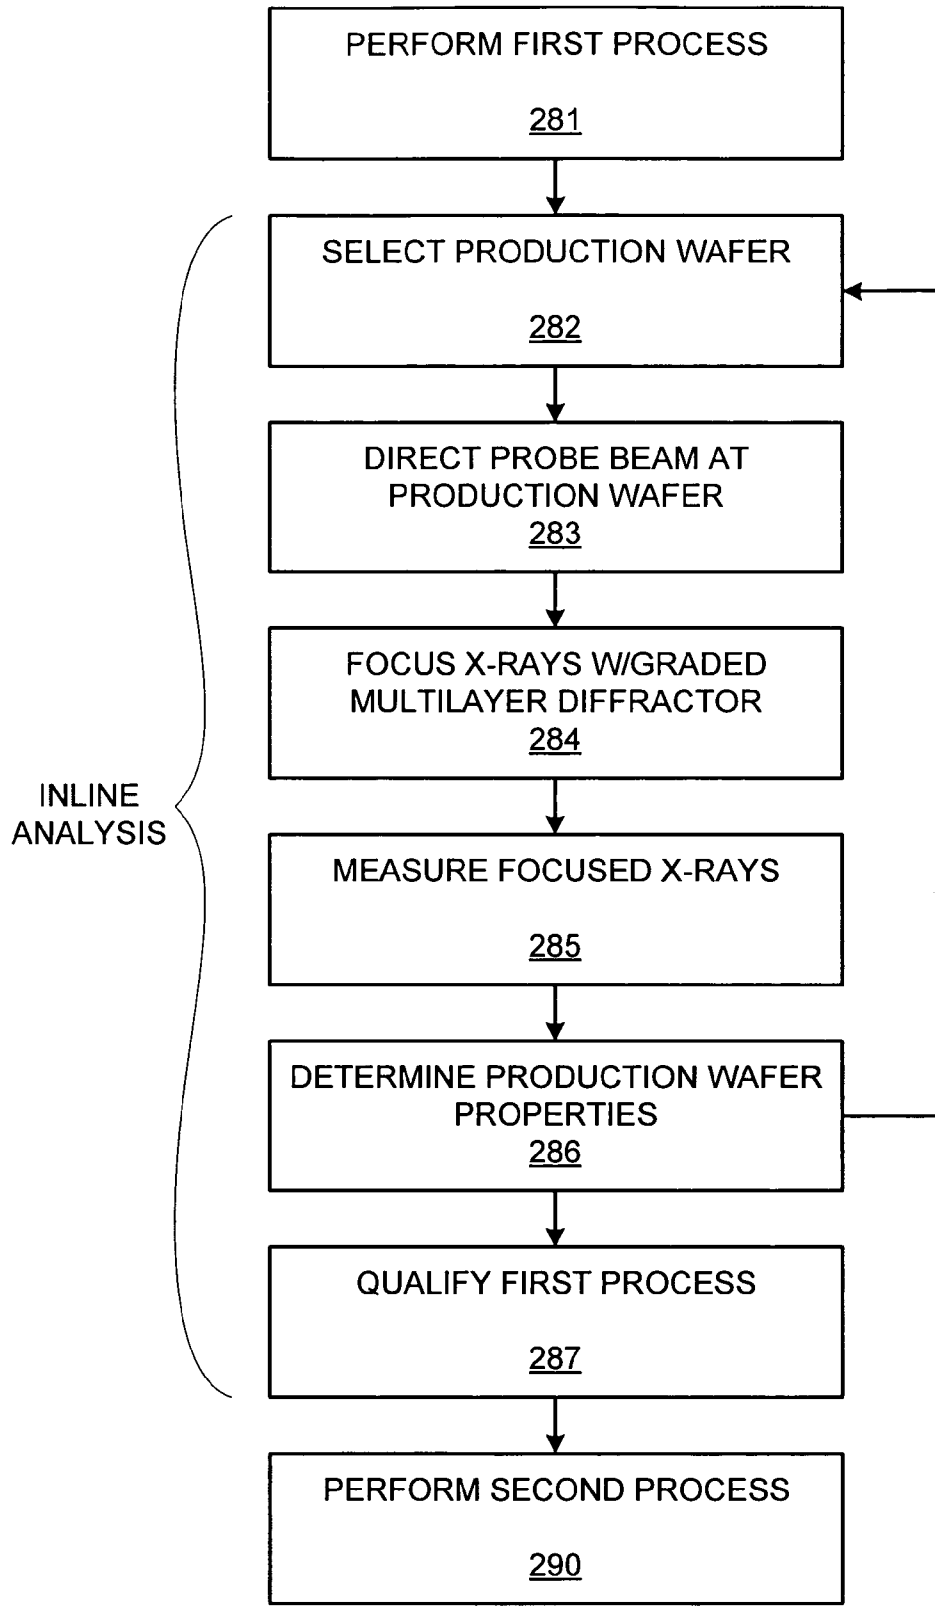 PERFORM FIRST PROCESS
281
SELECT PRODUCTION WAFER
282
DIRECT PROBE BEAM AT
PRODUCTION WAFER
283
FOCUS X-RAYS W/GRADED
MULTILAYER DIFFRACTOR
284
INLINE
ANALYSIS
MEASURE FOCUSED X-RAYS
285
DETERMINE PRODUCTION WAFER
PROPERTIES
286
QUALIFY FIRST PROCESS
287
PERFORM SECOND PROCESS
290